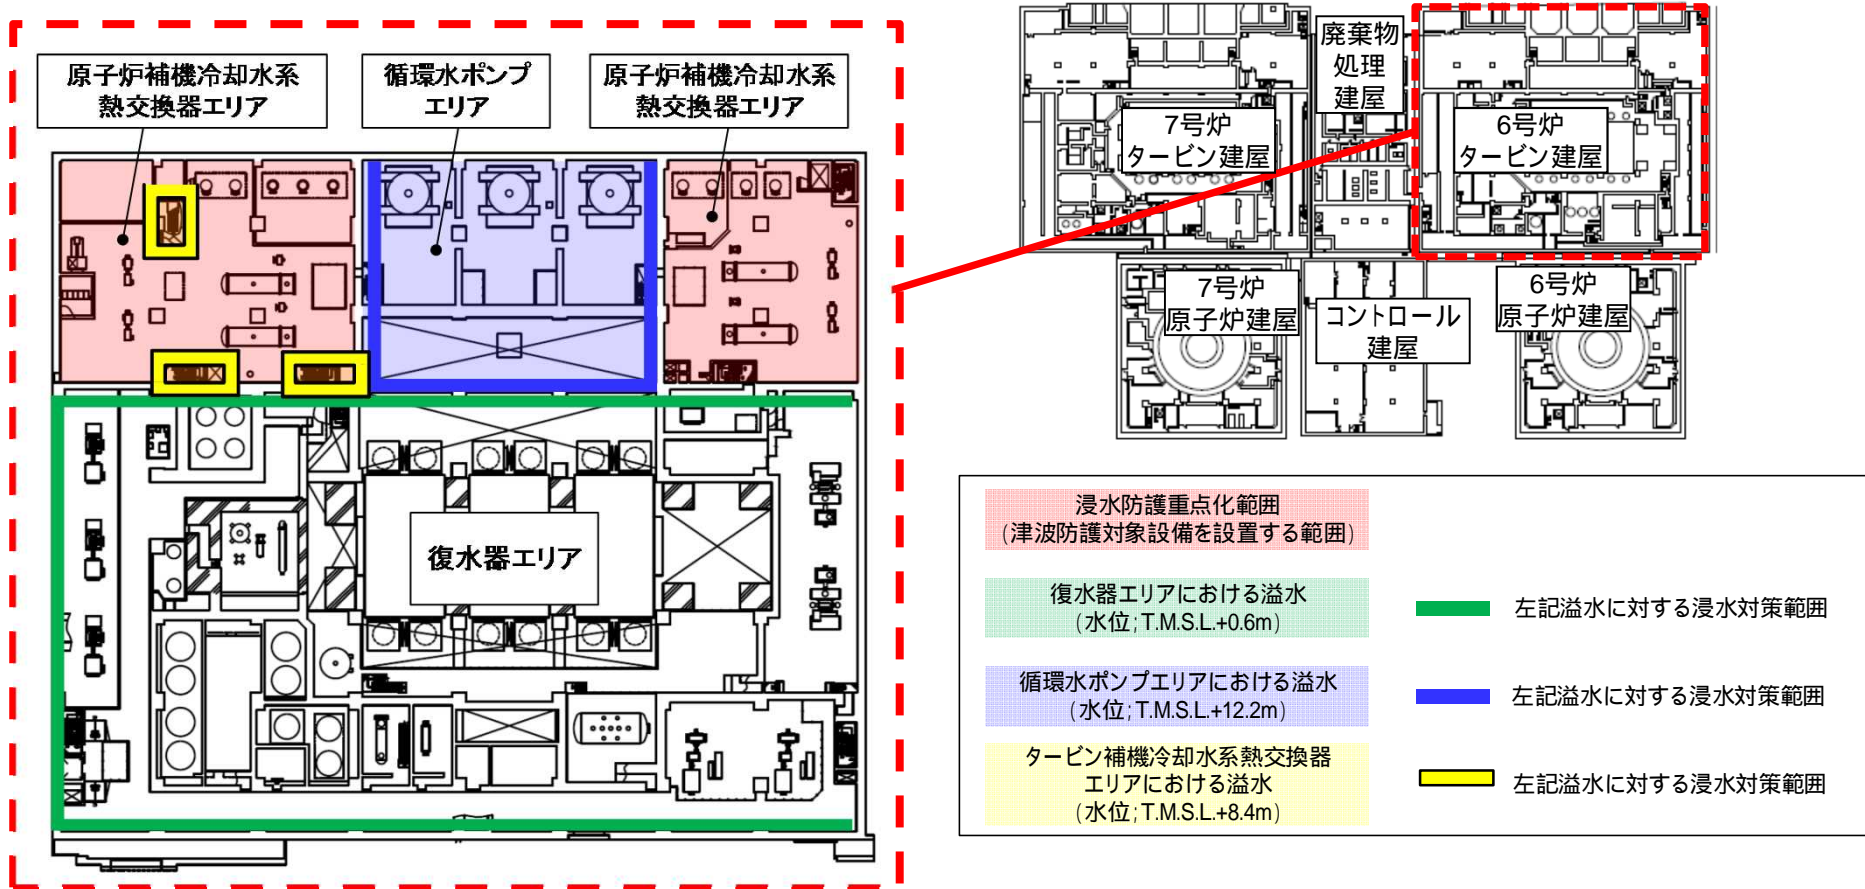 原子炉補機冷却水系
熱交換器エリア
循環水ポンプ
エリア
原子炉補機冷却水系
熱交換器エリア
復水器エリア
廃棄物
処理
建屋
7号炉
タービン建屋
6号炉
タービン建屋
7号炉
原子炉建屋
コントロール
建屋
6号炉
原子炉建屋
浸水防護重点化範囲
(津波防護対象設備を設置する範囲)
復水器エリアにおける溢水
(水位;T.M.S.L.+0.6m)
左記溢水に対する浸水対策範囲
循環水ポンプエリアにおける溢水
(水位;T.M.S.L.+12.2m)
左記溢水に対する浸水対策範囲
タービン補機冷却水系熱交換器
エリアにおける溢水
(水位;T.M.S.L.+8.4m)
左記溢水に対する浸水対策範囲